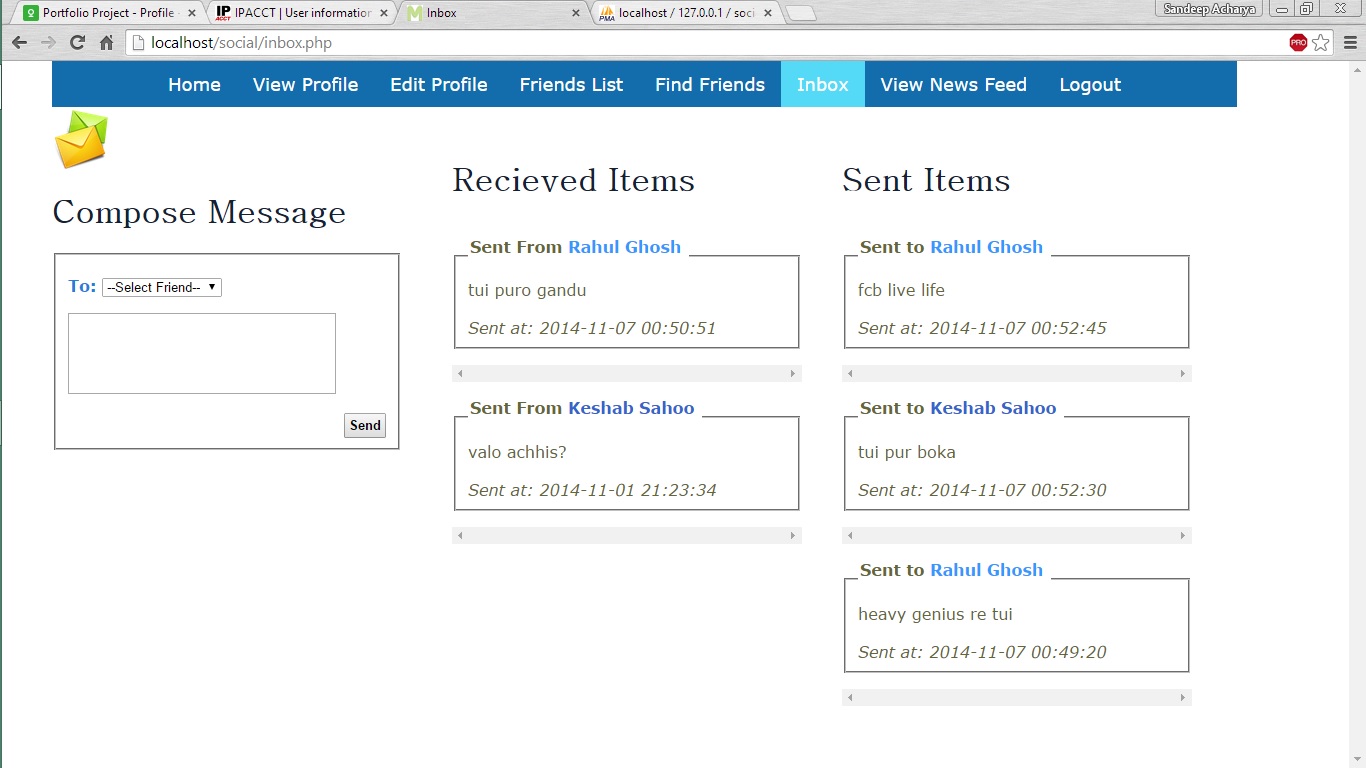 Portfolio Project - Profile
IPACCT | User information
Inbox
localhost / 127.0.0.1 / soci
Sandeep Acharya
localhost/social/inbox.php
PRO
Home View Profile Edit Profile Friends List Find Friends Inbox View News Feed Logout
Compose Message
To: --Select Friend--
Send
Recieved Items
Sent From Rahul Ghosh
tui puro gandu
Sent at: 2014-11-07 00:50:51
Sent From Keshab Sahoo
valo achhis?
Sent at: 2014-11-01 21:23:34
Sent Items
Sent to Rahul Ghosh
fcb live life
Sent at: 2014-11-07 00:52:45
Sent to Keshab Sahoo
tui pur boka
Sent at: 2014-11-07 00:52:30
Sent to Rahul Ghosh
heavy genius re tui
Sent at: 2014-11-07 00:49:20